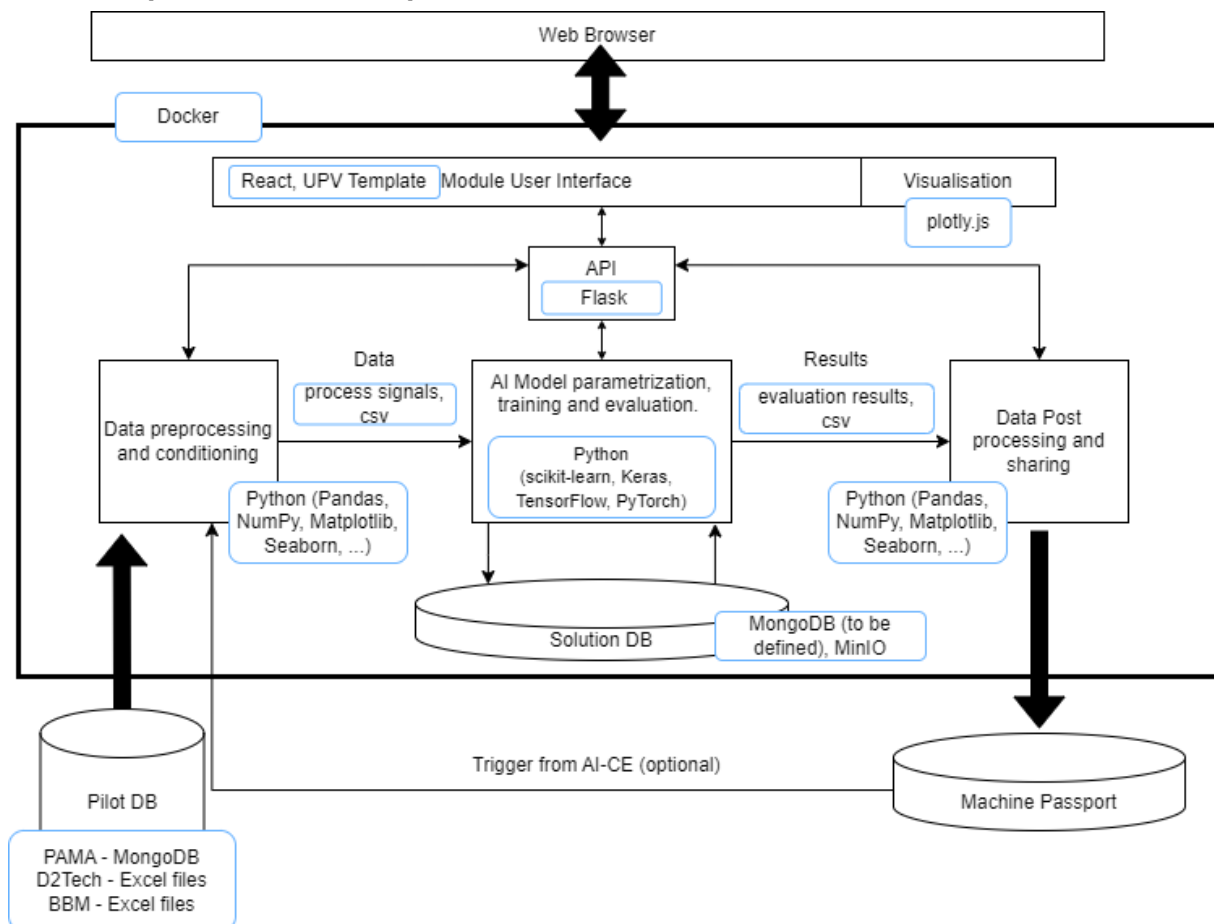 Web Browser
Docker
React, UPV Template Module User Interface
Visualisation
plotly.js
API
Flask
Data
process signals,
csv
Results
evaluation results,
csv
Data preprocessing
and conditioning
Python (Pandas,
NumPy, Matplotlib,
Seaborn, ...)
AI Model parametrization,
training and evaluation.
Python
(scikit-learn, Keras,
TensorFlow, PyTorch)
Data Post
processing and
sharing
Python (Pandas,
NumPy, Matplotlib,
Seaborn, ...)
Solution DB
MongoDB (to be
defined), MinIO
Trigger from AI-CE (optional)
Pilot DB
PAMA - MongoDB
D2Tech - Excel files
BBM - Excel files
Machine Passport